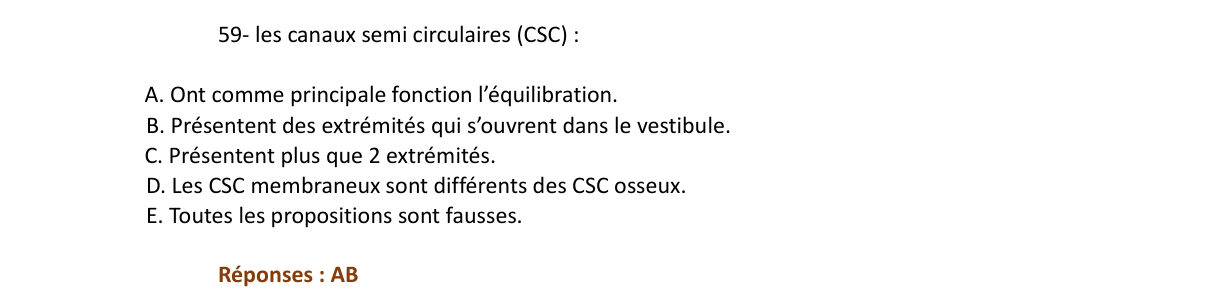 59- les canaux semi circulaires (CSC) :
A. Ont comme principale fonction l’équilibration.
B. Présentent des extrémités qui s’ouvrent dans le vestibule.
C. Présentent plus que 2 extrémités.
D. Les CSC membraneux sont différents des CSC osseux.
E. Toutes les propositions sont fausses.
Réponses : AB